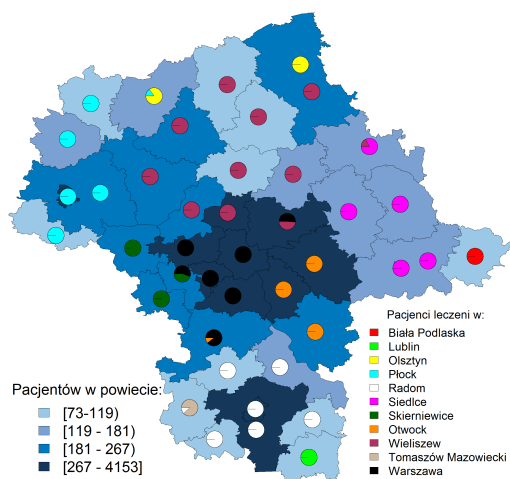 Pacjentów w powiecie:
[73-119)
[119 - 181)
[181 - 267)
[267 - 4153]
Pacjenci leczeni w:
Biała Podlaska
Lublin
Olsztyn
Płock
Radom
Siedlce
Skierniewice
Otwock
Wieliszew
Tomaszów Mazowiecki
Warszawa